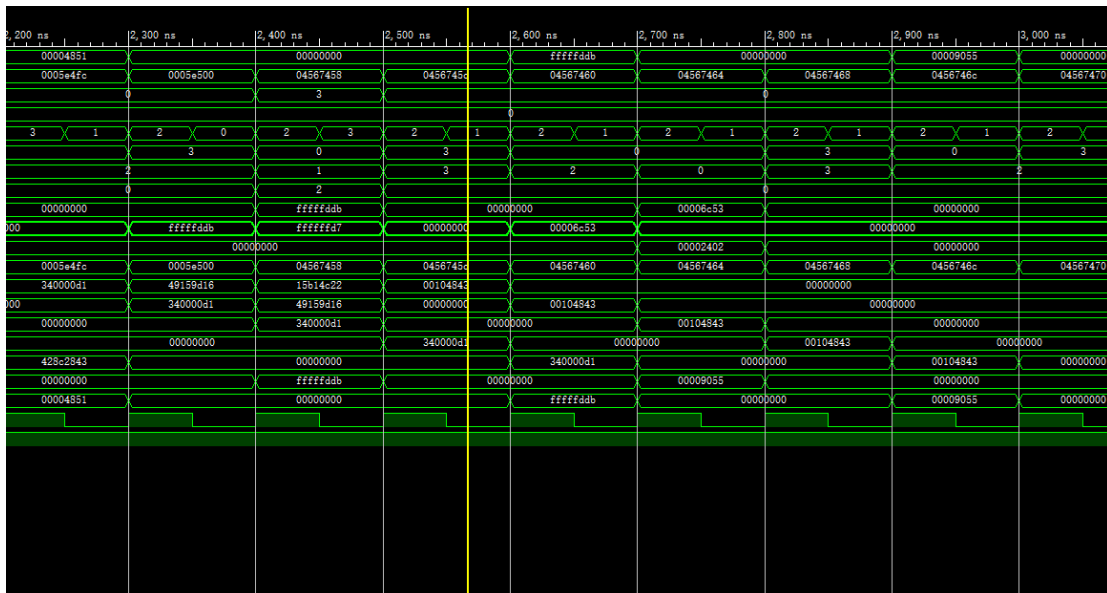 2,200 ns 2,300 ns 2,400 ns 2,500 ns 2,600 ns 2,700 ns 2,800 ns 2,900 ns 3,000 ns
00004851 00000000 fffffddb 00000000 00009055 00000000
0005e4fc 0005e500 04567458 0456745c 04567460 04567464 04567468 0456746c 04567470
0 3 0
0
3 1 2 0 2 3 2 1 2 1 2 1 2 1 2 1 2
3 0 3 0 3 0 3
2 1 3 2 0 3 2
0 2 0
00000000 fffffddb 00000000 00006c53 00000000
000 fffffddb ffffffd7 00000000 00006c53 00000000
00000000 00002402 00000000
0005e4fc 0005e500 04567458 0456745c 04567460 04567464 04567468 0456746c 04567470
340000d1 49159d16 15b14c22 00104843 00000000
000 340000d1 49159d16 00000000 00104843 00000000
00000000 340000d1 00000000 00104843 00000000
00000000 340000d1 00000000 00104843 00000000
428c2843 00000000 340000d1 00000000 00104843 00000000
00000000 fffffddb 00000000 00009055 00000000
00004851 00000000 fffffddb 00000000 00009055 00000000